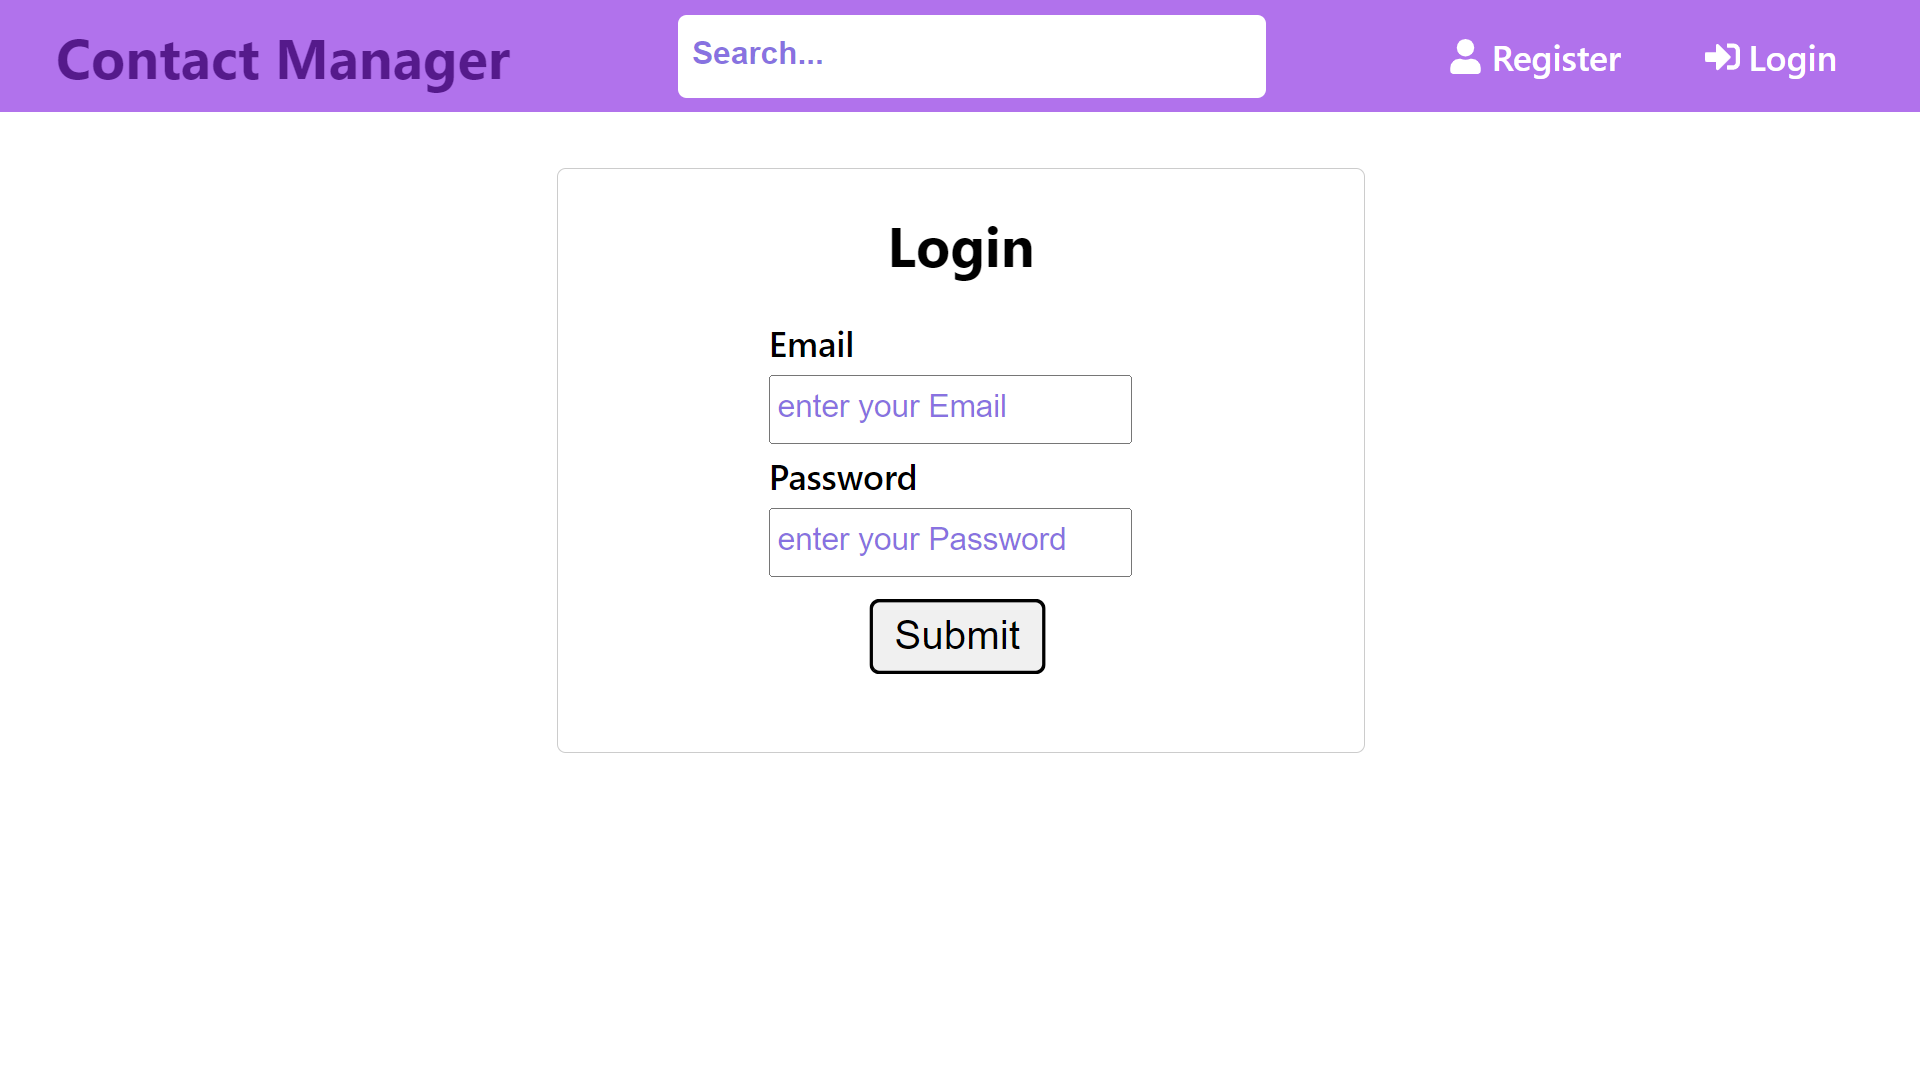 Contact Manager
Search...
Register
Login
Login
Email
enter your Email
Password
enter your Password
Submit